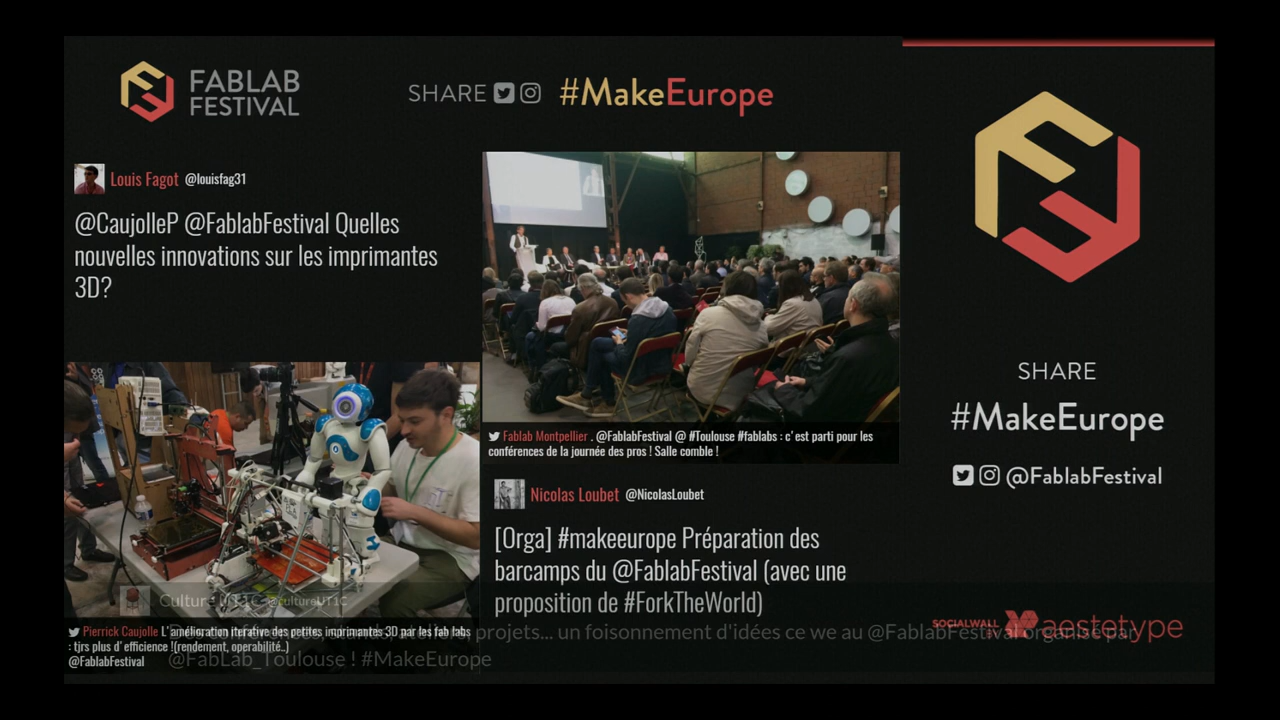 FABLAB
FESTIVAL
SHARE #MakeEurope
Louis Fagot @louisfag31
@CaujolleP @FablabFestival Quelles
nouvelles innovations sur les imprimantes
3D?
Pierrick Caujolle L'amélioration iterative des petites imprimantes 3D par les fab labs
: tjrs plus d'efficience !(rendement, operabilité..)
@FablabFestival
Fablab Montpellier . @FablabFestival @ #Toulouse #fablabs : c'est parti pour les
conférences de la journée des pros ! Salle comble !
Nicolas Loubet @NicolasLoubet
[Orga] #makeeurope Préparation des
barcamps du @FablabFestival (avec une
proposition de #ForkTheWorld)
Culture UT1C @cultureUT1C
projets... un foisonnement d'idées ce we au @FablabFestival organisé par
@FabLab_Toulouse ! #MakeEurope
SHARE
#MakeEurope
@FablabFestival
SOCIALWALL
aestetype